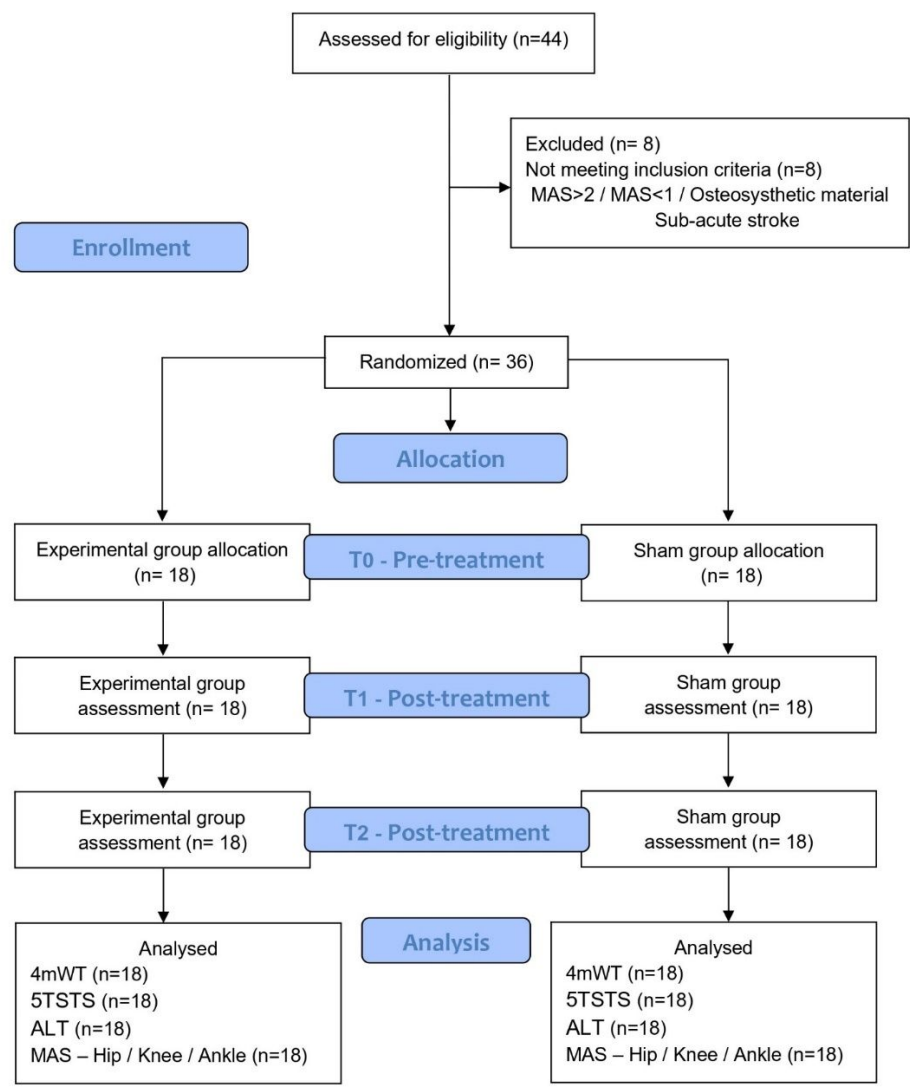 Assessed for eligibility (n=44)
Excluded (n= 8)
Not meeting inclusion criteria (n=8)
MAS>2 / MAS<1 / Osteosysthetic material
Sub-acute stroke
Enrollment
Randomized (n= 36)
Allocation
Experimental group allocation
(n= 18)
T0 - Pre-treatment
Sham group allocation
(n= 18)
Experimental group
assessment (n= 18)
T1 - Post-treatment
Sham group
assessment (n= 18)
Experimental group
assessment (n= 18)
T2 - Post-treatment
Sham group
assessment (n= 18)
Analysed
4mWT (n=18)
5TSTS (n=18)
ALT (n=18)
MAS – Hip / Knee / Ankle (n=18)
Analysis
Analysed
4mWT (n=18)
5TSTS (n=18)
ALT (n=18)
MAS – Hip / Knee / Ankle (n=18)